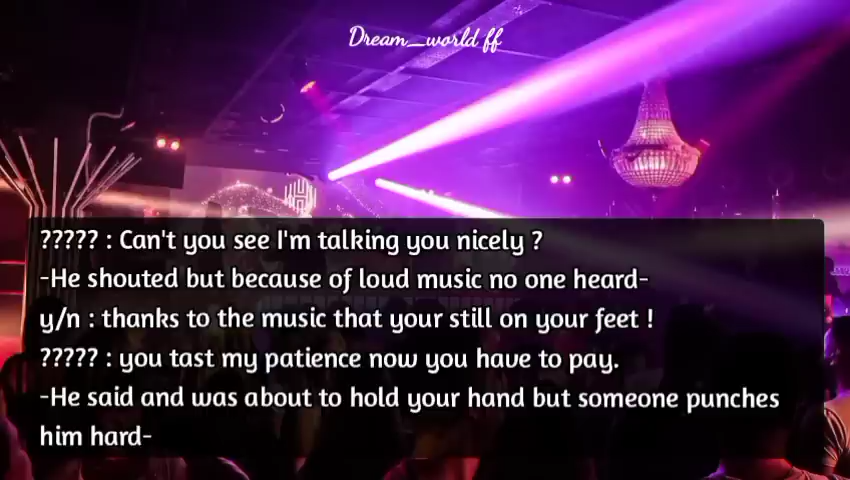 Dream_world ff
????? : Can't you see I'm talking you nicely ?
-He shouted but because of loud music no one heard-
y/n : thanks to the music that your still on your feet !
????? : you tast my patience now you have to pay.
-He said and was about to hold your hand but someone punches
him hard-